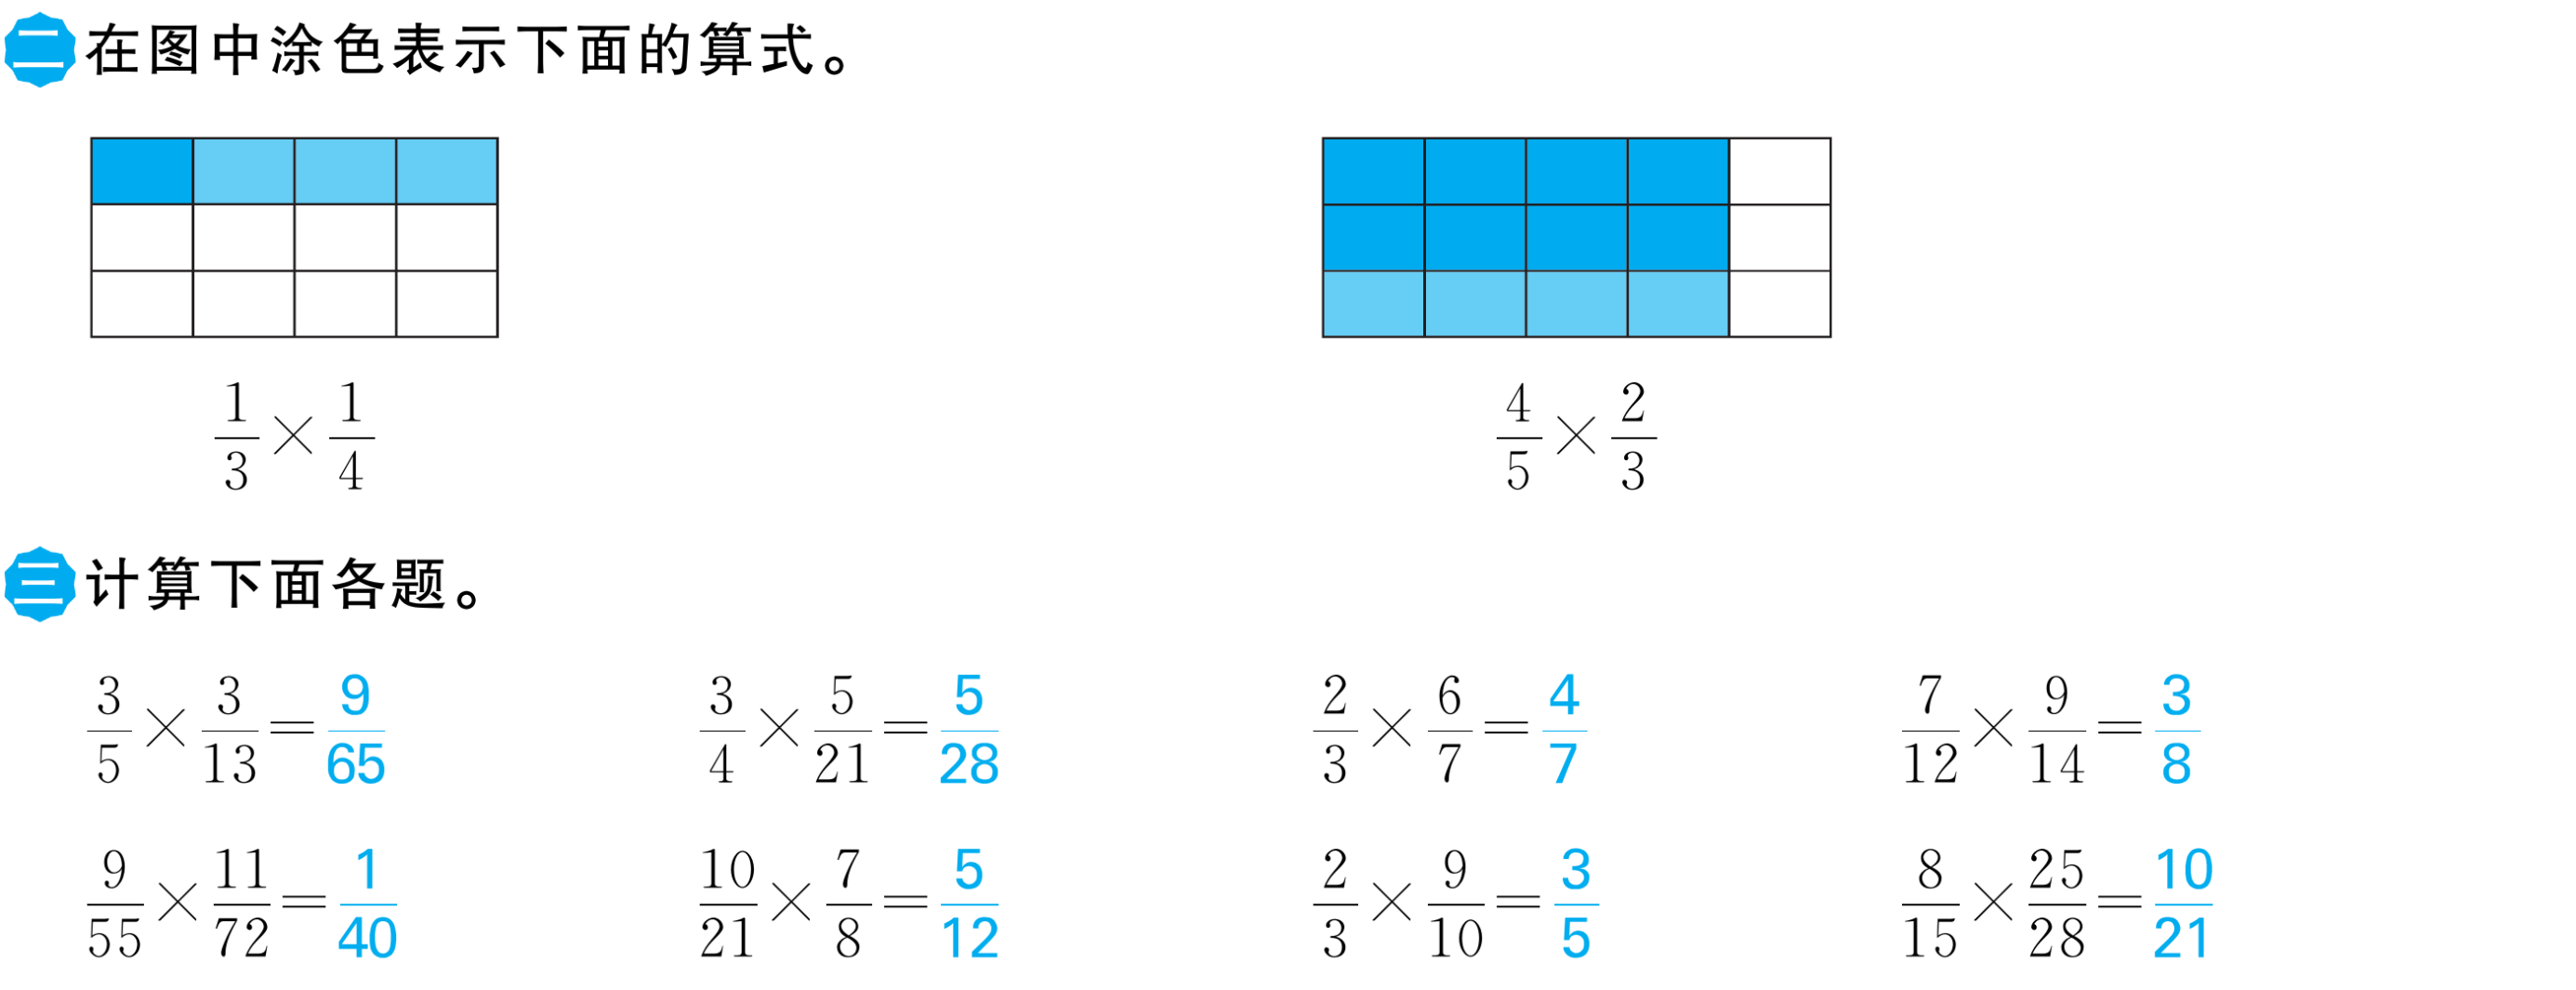 二 在图中涂色表示下面的算式。
1/3 × 1/4    4/5 × 2/3
三 计算下面各题。
3/5 × 3/13 = 9/65    3/4 × 5/21 = 5/28    2/3 × 6/7 = 4/7    7/12 × 9/14 = 3/8
9/55 × 11/72 = 1/40    10/21 × 7/8 = 5/12    2/3 × 9/10 = 3/5    8/15 × 25/28 = 10/21